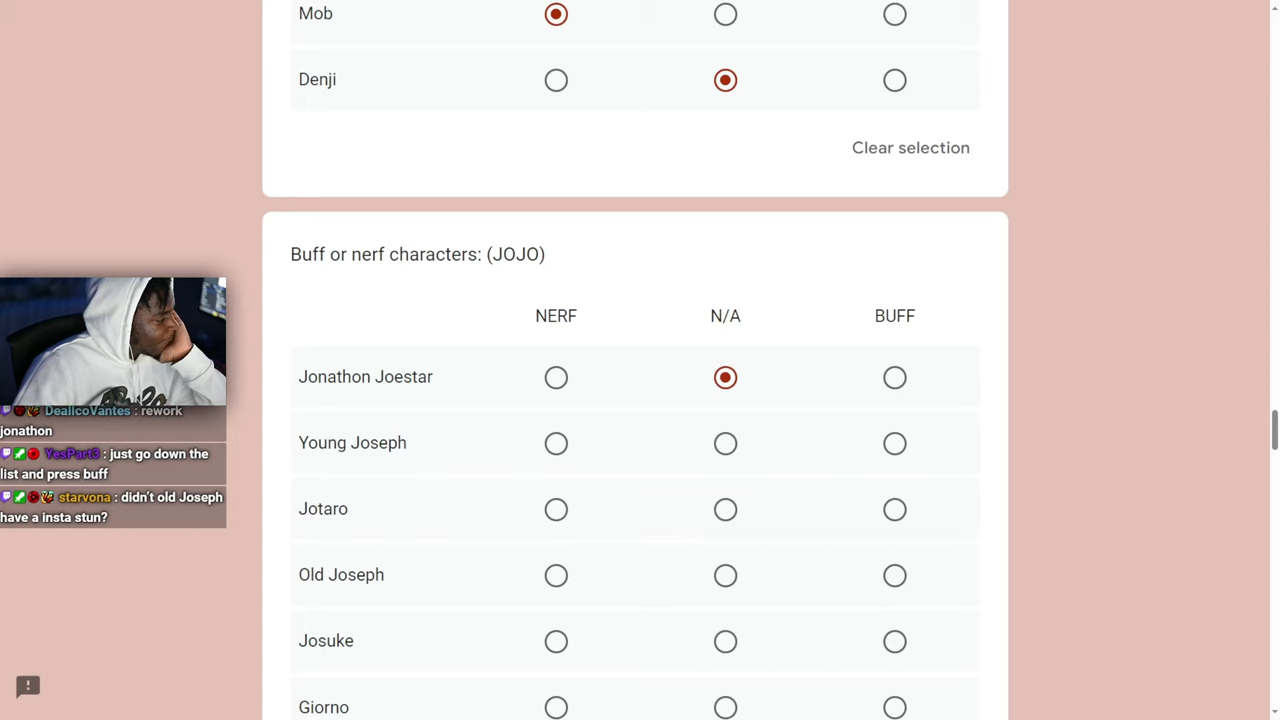 Mob
Denji
Clear selection
Buff or nerf characters: (JOJO)
NERF N/A BUFF
Jonathon Joestar
Young Joseph
Jotaro
Old Joseph
Josuke
Giorno
DeallcoVantes : rework
jonathon
YesPart3 : just go down the
list and press buff
starvona : didn't old Joseph
have a insta stun?